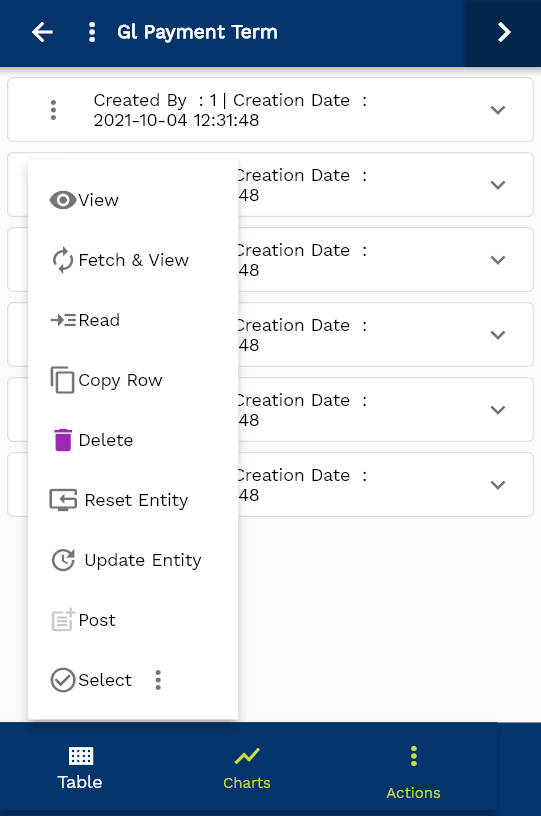 Gl Payment Term
Created By : 1 | Creation Date :
2021-10-04 12:31:48
Creation Date :
48
View
Creation Date :
48
Fetch & View
Creation Date :
48
Read
Creation Date :
48
Copy Row
Delete
Creation Date :
48
Reset Entity
Update Entity
Post
Select
Table
Charts
Actions